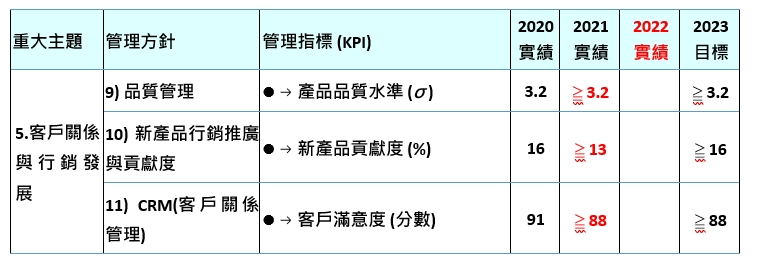 重大主題 管理方針 管理指標 (KPI) 2020 實績 2021 實績 2022 實績 2023 目標
5.客戶關係與行銷發展
9) 品質管理 ●→ 產品品質水準 (σ) 3.2 ≧3.2 ≧3.2
10) 新產品行銷推廣與貢獻度 ●→ 新產品貢獻度 (%) 16 ≧13 ≧16
11) CRM(客戶關係管理) ●→ 客戶滿意度 (分數) 91 ≧88 ≧88